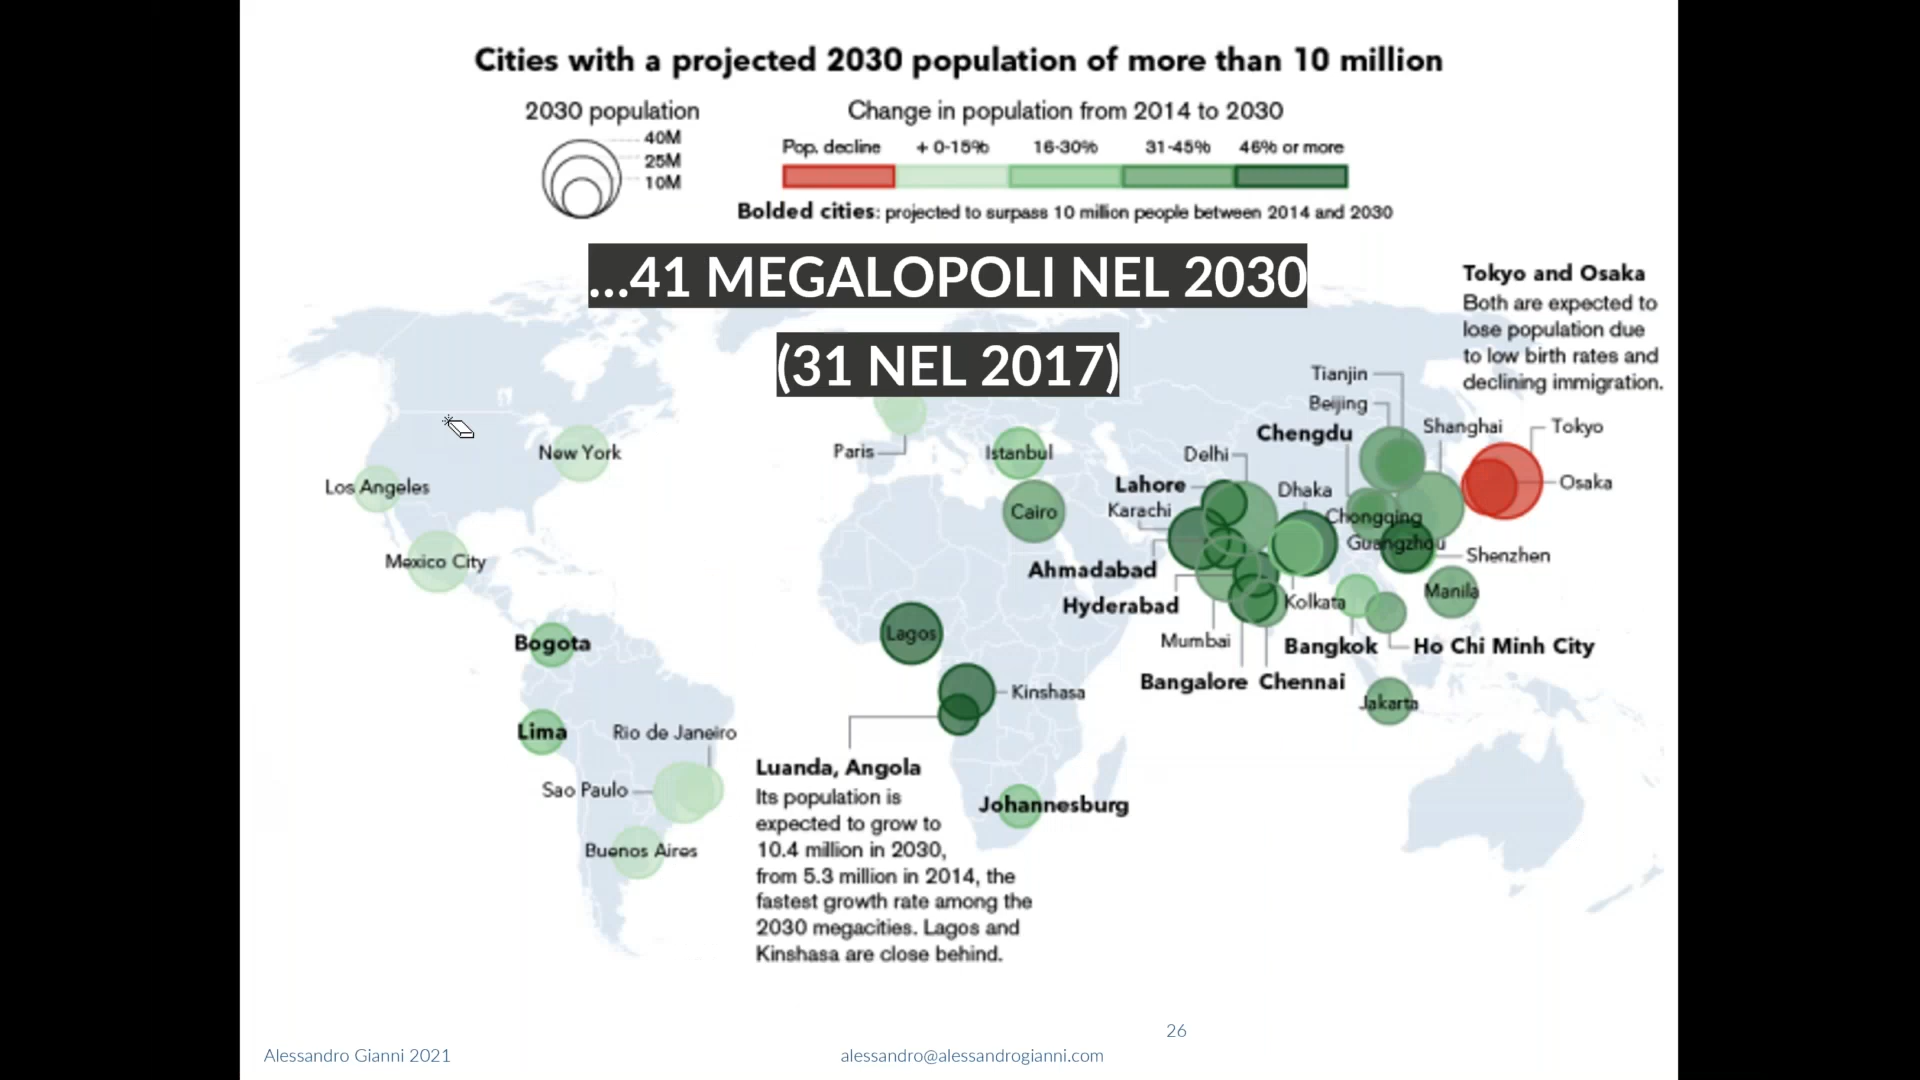 Cities with a projected 2030 population of more than 10 million
2030 population
40M
25M
10M
Change in population from 2014 to 2030
Pop. decline
+ 0-15%
16-30%
31-45%
46% or more
Bolded cities: projected to surpass 10 million people between 2014 and 2030
...41 MEGALOPOLI NEL 2030
(31 NEL 2017)
Tokyo and Osaka
Both are expected to
lose population due
to low birth rates and
declining immigration.
Tianjin
Beijing
Chengdu
Shanghai
Tokyo
Osaka
New York
Los Angeles
Mexico City
Paris
Istanbul
Cairo
Delhi
Lahore
Karachi
Dhaka
Chongqing
Guangzhou
Shenzhen
Ahmadabad
Hyderabad
Mumbai
Kolkata
Manila
Bangkok
Ho Chi Minh City
Bangalore
Chennai
Jakarta
Lagos
Kinshasa
Bogota
Lima
Rio de Janeiro
Sao Paulo
Buenos Aires
Johannesburg
Luanda, Angola
Its population is
expected to grow to
10.4 million in 2030,
from 5.3 million in 2014, the
fastest growth rate among the
2030 megacities. Lagos and
Kinshasa are close behind.
26
Alessandro Gianni 2021
alessandro@alessandrogianni.com